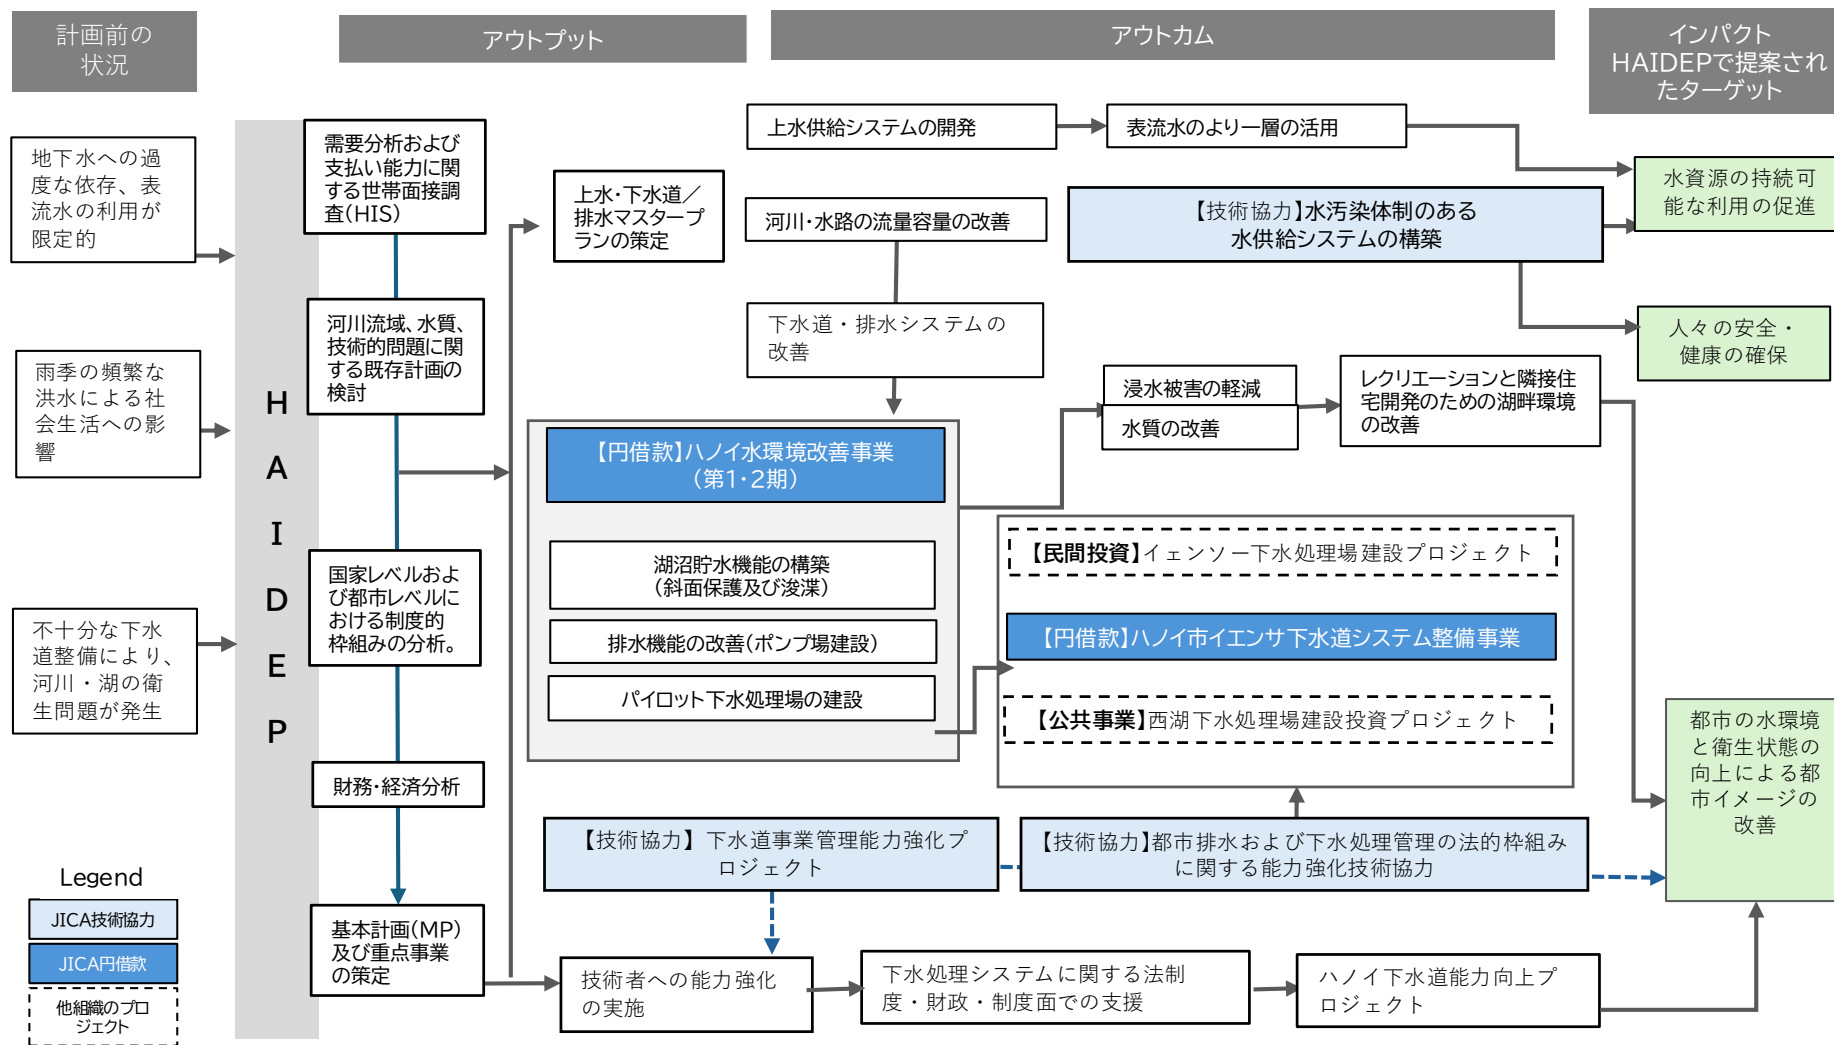 計画前の
状況
アウトプット
アウトカム
インパクト
HAIDEPで提案され
たターゲット
地下水への過
度な依存、表
流水の利用が
限定的
雨季の頻繁な
洪水による社
会生活への影
響
不十分な下水
道整備により、
河川・湖の衛
生問題が発生
H
A
I
D
E
P
需要分析および
支払い能力に関
する世帯面接調
査(HIS)
河川流域、水質、
技術的問題に関
する既存計画の
検討
国家レベルおよ
び都市レベルに
おける制度的
枠組みの分析。
財務・経済分析
基本計画(MP)
及び重点事業
の策定
上水・下水道／
排水マスタープ
ランの策定
上水供給システムの開発
表流水のより一層の活用
河川・水路の流量容量の改善
【技術協力】水汚染体制のある
水供給システムの構築
下水道・排水システムの
改善
水資源の持続可
能な利用の促進
人々の安全・
健康の確保
浸水被害の軽減
水質の改善
レクリエーションと隣接住
宅開発のための湖畔環境
の改善
【円借款】ハノイ水環境改善事業
（第1・2期）
湖沼貯水機能の構築
（斜面保護及び浚渫）
排水機能の改善（ポンプ場建設）
パイロット下水処理場の建設
【民間投資】イェンソー下水処理場建設プロジェクト
【円借款】ハノイ市イエンサ下水道システム整備事業
【公共事業】西湖下水処理場建設投資プロジェクト
都市の水環境
と衛生状態の
向上による都
市イメージの
改善
【技術協力】下水道事業管理能力強化プ
ロジェクト
【技術協力】都市排水および下水処理管理の法的枠組み
に関する能力強化技術協力
技術者への能力強化
の実施
下水処理システムに関する法制
度・財政・制度面での支援
ハノイ下水道能力向上プ
ロジェクト
Legend
JICA技術協力
JICA円借款
他組織のプロ
ジェクト